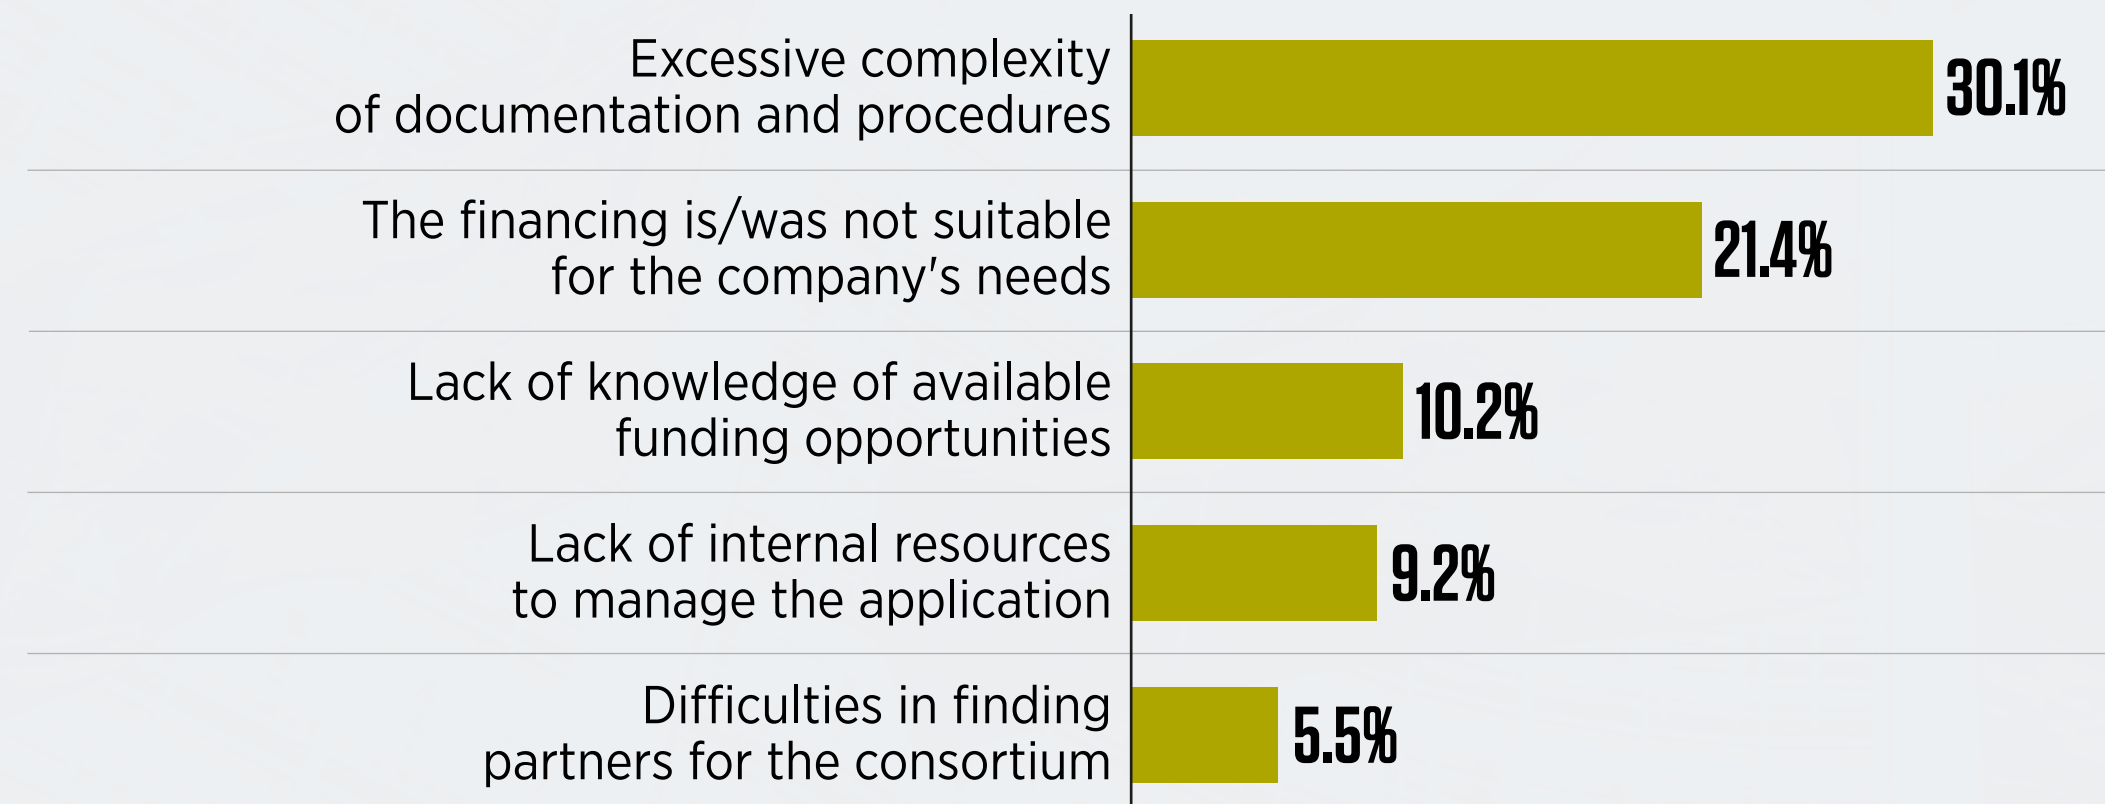 Excessive complexity
of documentation and procedures
30.1%
The financing is/was not suitable
for the company's needs
21.4%
Lack of knowledge of available
funding opportunities
10.2%
Lack of internal resources
to manage the application
9.2%
Difficulties in finding
partners for the consortium
5.5%